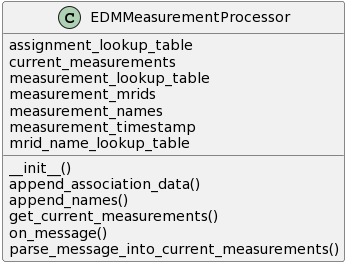 C EDMMeasurementProcessor
assignment_lookup_table
current_measurements
measurement_lookup_table
measurement_mrids
measurement_names
measurement_timestamp
mrid_name_lookup_table
__init__()
append_association_data()
append_names()
get_current_measurements()
on_message()
parse_message_into_current_measurements()